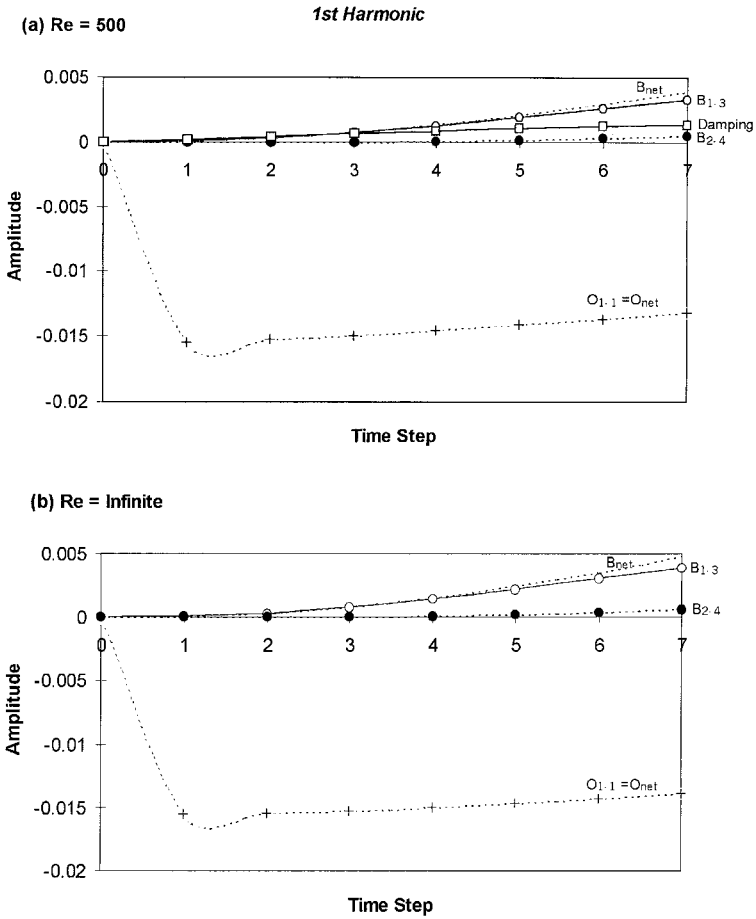 1st Harmonic
(a) Re = 500
0.005
0
-0.005
-0.01
-0.015
-0.02
Amplitude
0 1 2 3 4 5 6 7
Bnet
B1-3
Damping
B2-4
O1-1 =Onet
Time Step
(b) Re = Infinite
0.005
0
-0.005
-0.01
-0.015
-0.02
Amplitude
0 1 2 3 4 5 6 7
Bnet
B1-3
B2-4
O1-1 =Onet
Time Step